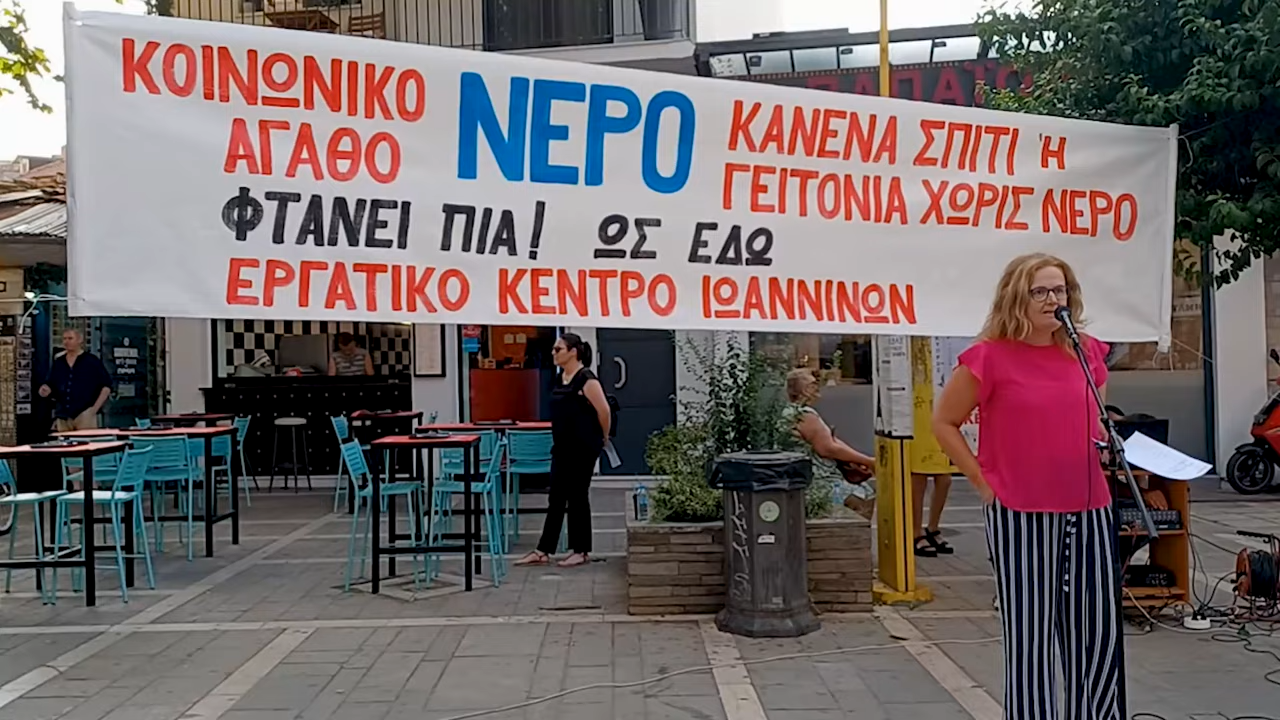 ΚΟΙΝΩΝΙΚΟ
ΑΓΑΘΟ
ΝΕΡΟ
ΚΑΝΕΝΑ ΣΠΙΤΙ Ή
ΓΕΙΤΟΝΙΑ ΧΩΡΙΣ ΝΕΡΟ
ΦΤΑΝΕΙ ΠΙΑ! ΩΣ ΕΔΩ
ΕΡΓΑΤΙΚΟ ΚΕΝΤΡΟ ΙΩΑΝΝΙΝΩΝ